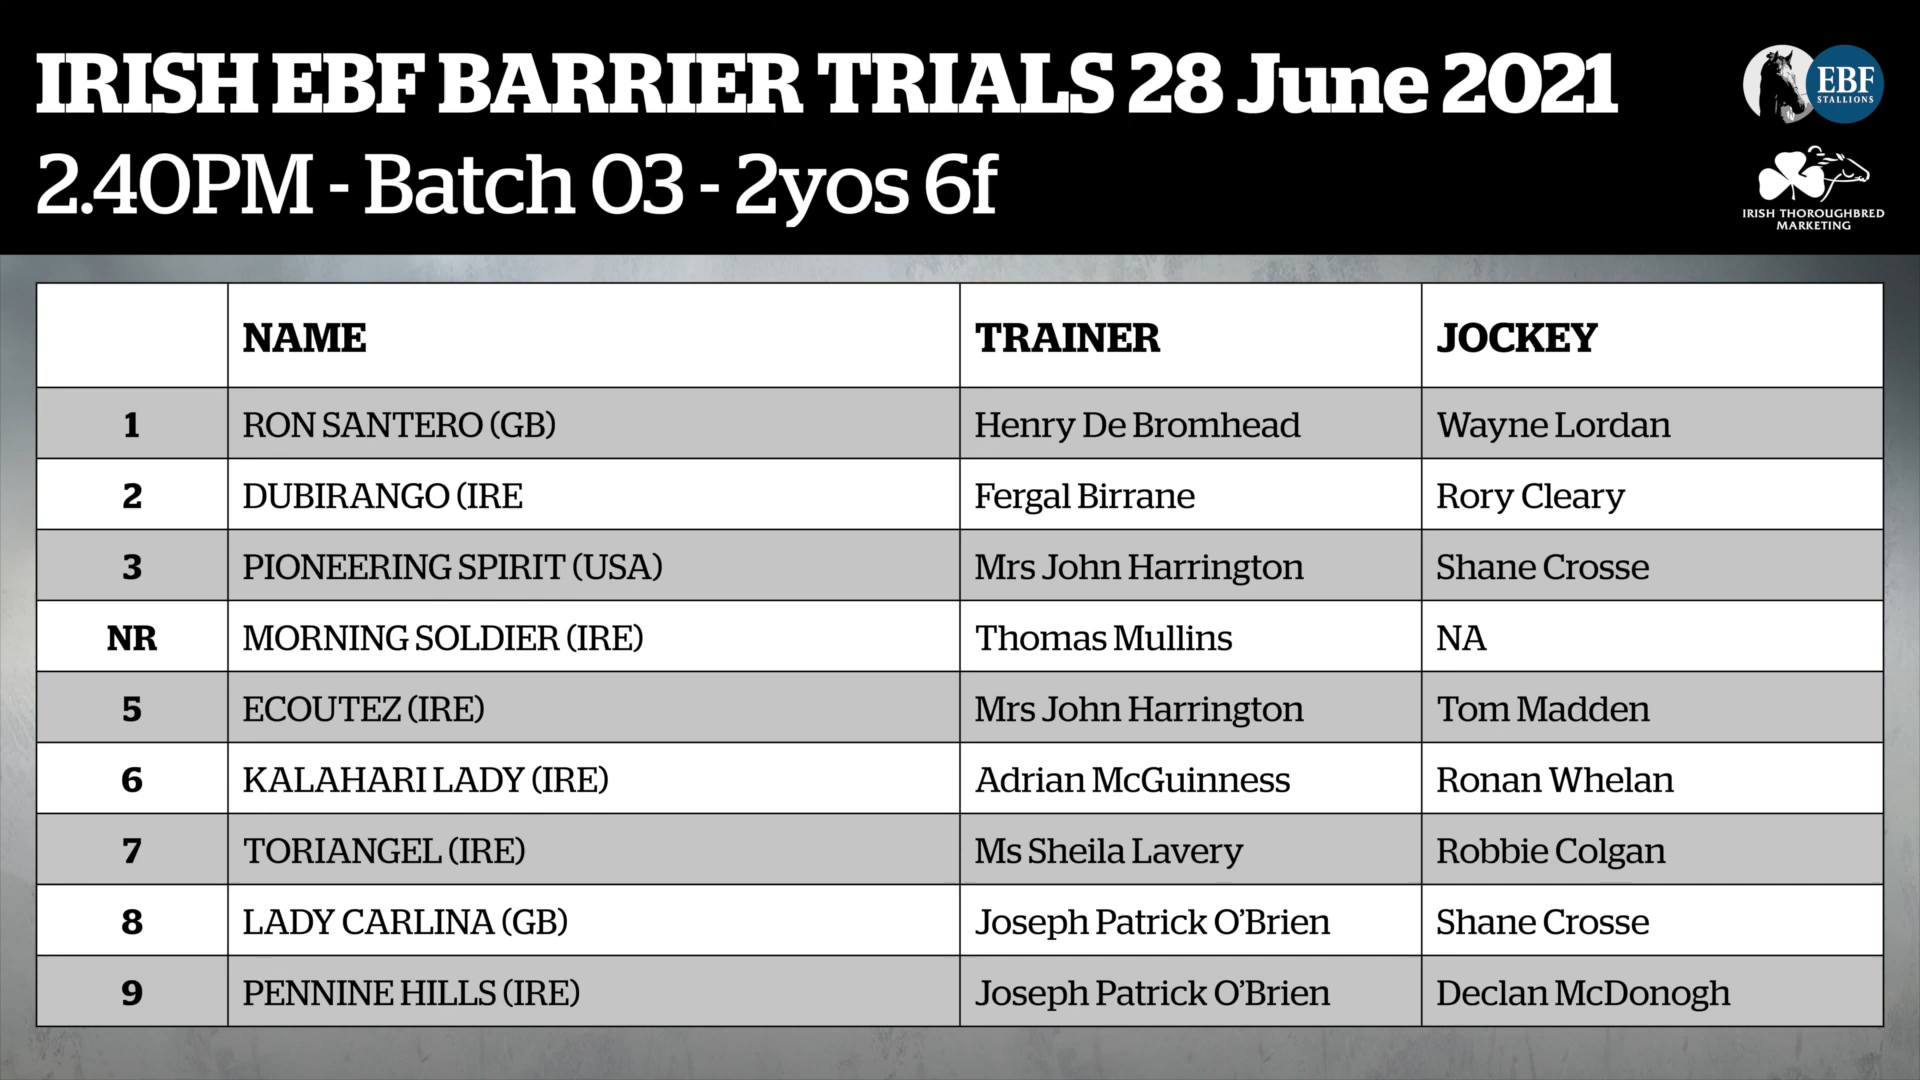 IRISH EBF BARRIER TRIALS 28 June 2021
2.40PM - Batch 03 - 2yos 6f
EBF
STALLIONS
IRISH THOROUGHBRED
MARKETING
NAME TRAINER JOCKEY
1 RON SANTERO (GB) Henry De Bromhead Wayne Lordan
2 DUBIRANGO (IRE Fergal Birrane Rory Cleary
3 PIONEERING SPIRIT (USA) Mrs John Harrington Shane Crosse
NR MORNING SOLDIER (IRE) Thomas Mullins NA
5 ECOUTEZ (IRE) Mrs John Harrington Tom Madden
6 KALAHARI LADY (IRE) Adrian McGuinness Ronan Whelan
7 TORIANGEL (IRE) Ms Sheila Lavery Robbie Colgan
8 LADY CARLINA (GB) Joseph Patrick O’Brien Shane Crosse
9 PENNINE HILLS (IRE) Joseph Patrick O’Brien Declan McDonogh